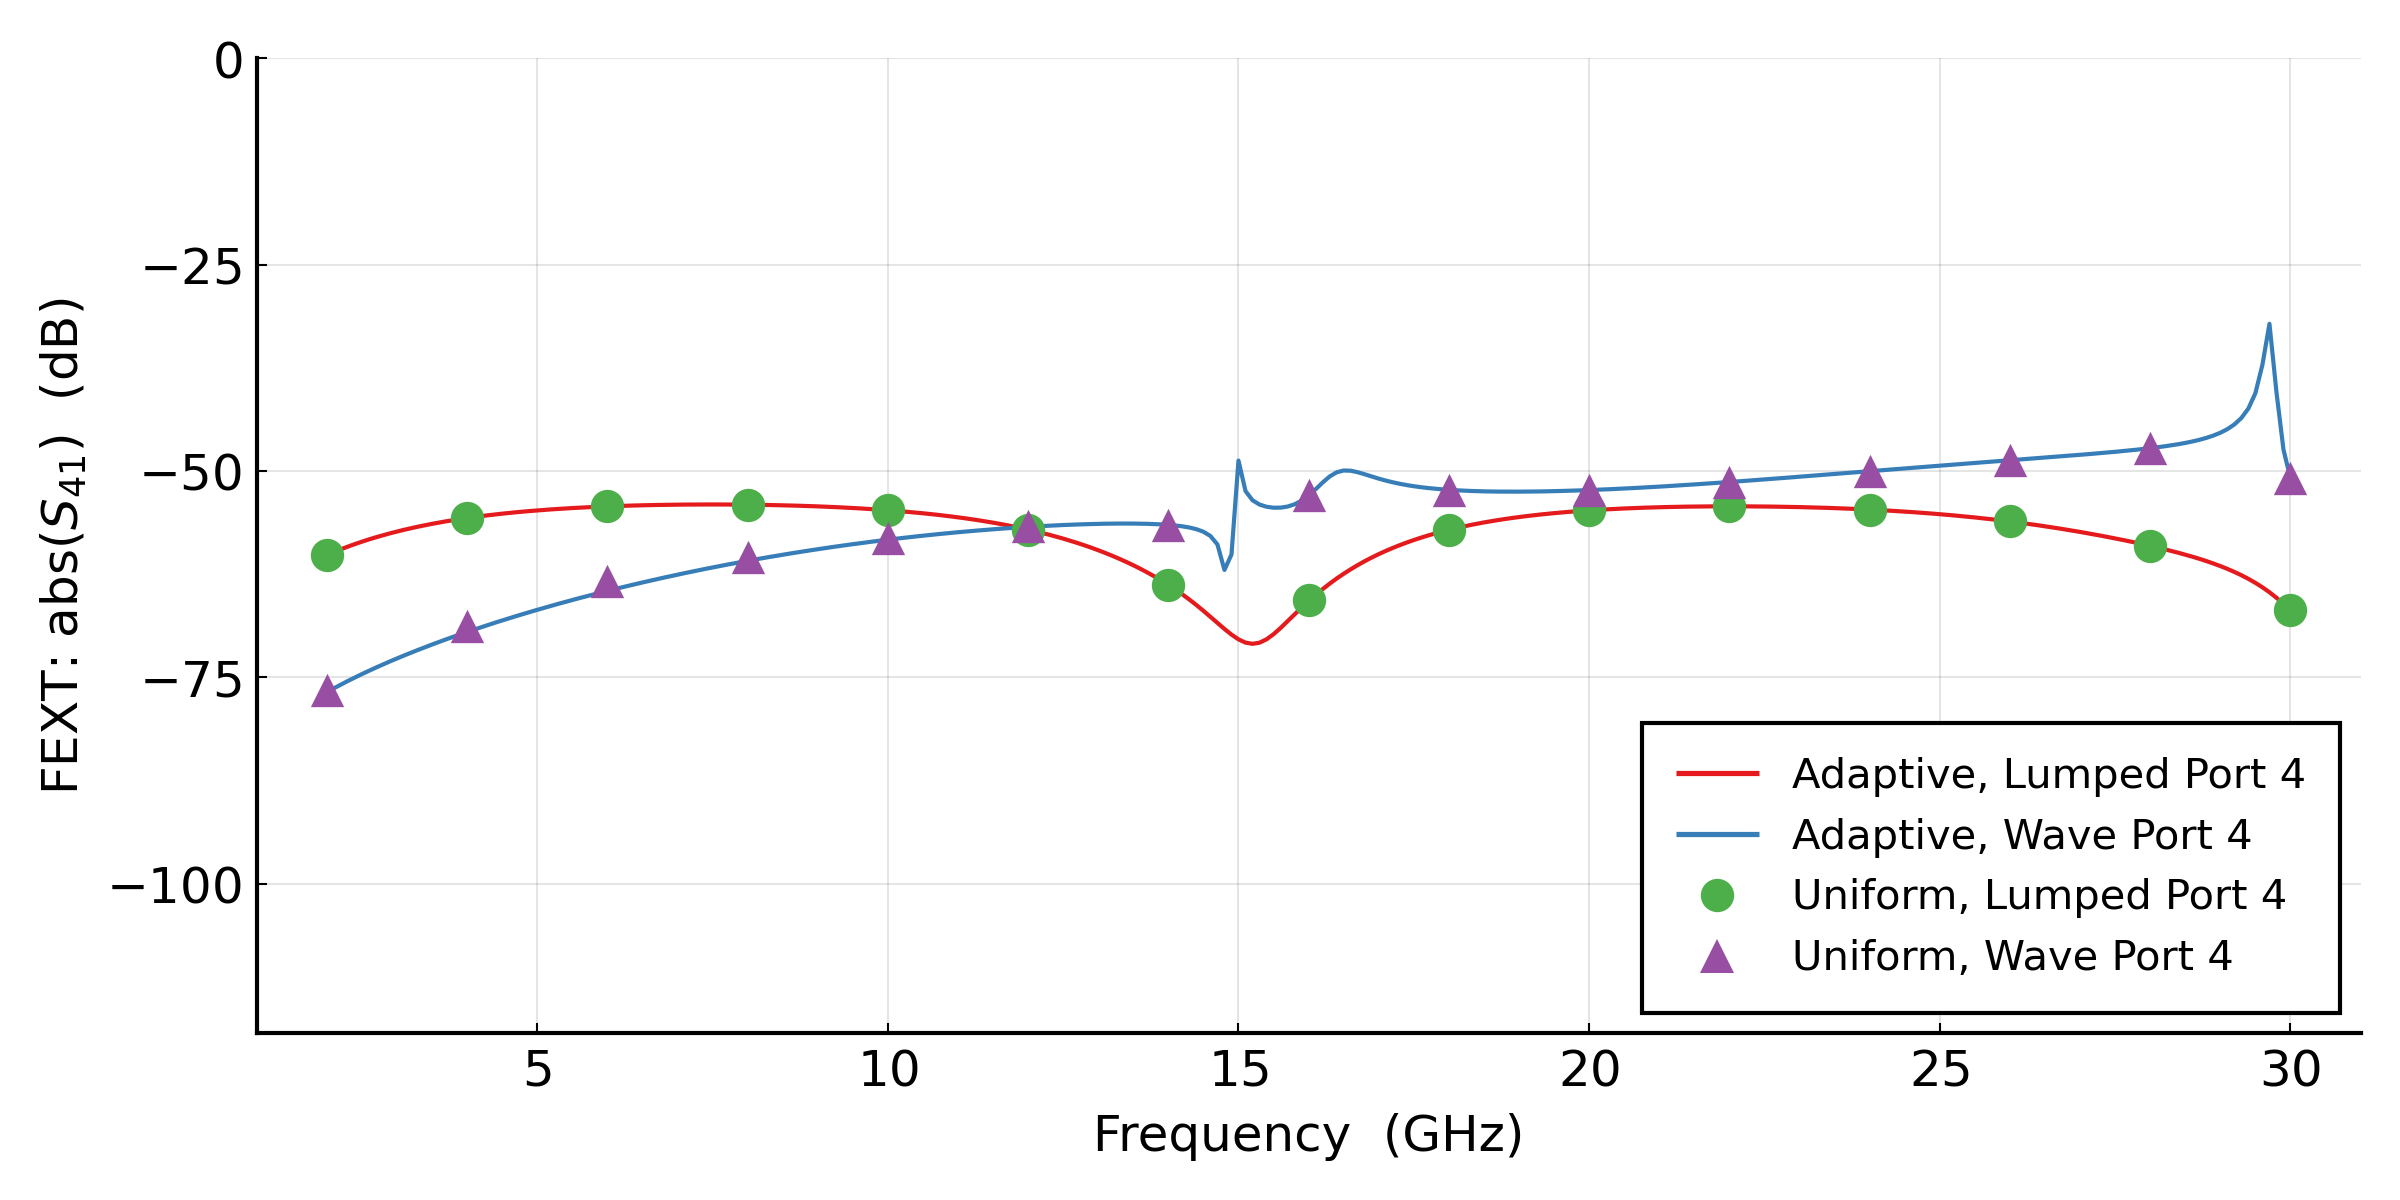 0
−25
−50
−75
−100
FEXT: abs(S₄₁) (dB)
5 10 15 20 25 30
Frequency (GHz)
Adaptive, Lumped Port 4
Adaptive, Wave Port 4
Uniform, Lumped Port 4
Uniform, Wave Port 4